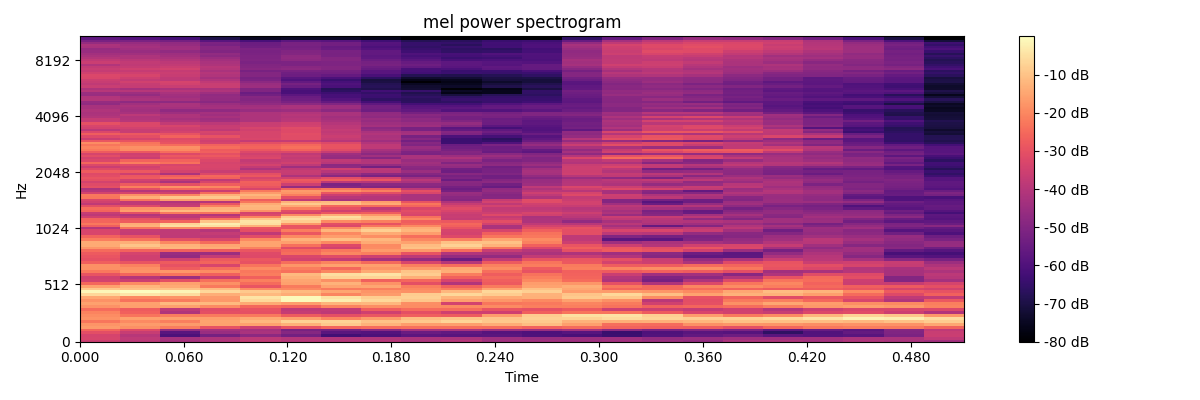 mel power spectrogram
8192
4096
2048
1024
512
0
Hz
0.000 0.060 0.120 0.180 0.240 0.300 0.360 0.420 0.480
Time
-10 dB
-20 dB
-30 dB
-40 dB
-50 dB
-60 dB
-70 dB
-80 dB